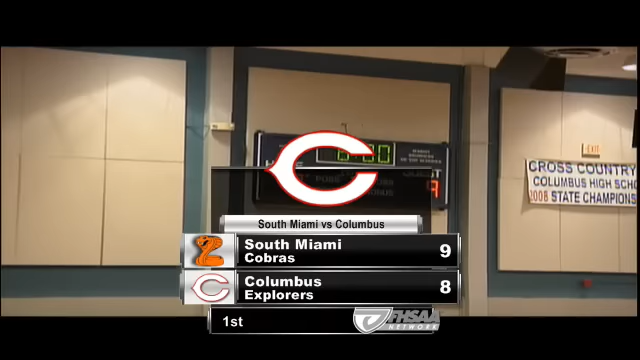 EXIT
CROSS COUNTRY
COLUMBUS HIGH SCHO
2008 STATE CHAMPIONS
South Miami vs Columbus
South Miami
Cobras
9
Columbus
Explorers
8
1st
FHSAA
NETWORK